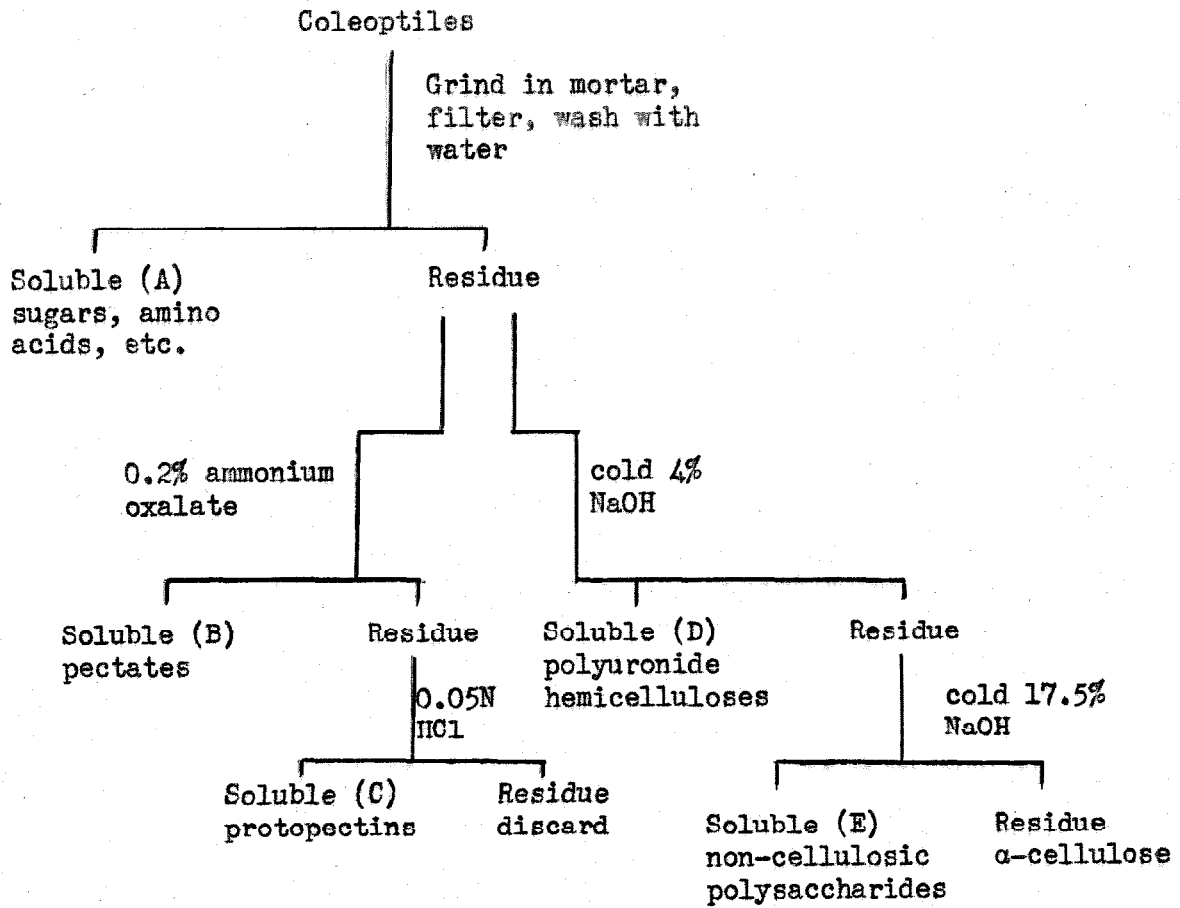 Coleoptiles
Grind in mortar,
filter, wash with
water
Soluble (A)
sugars, amino
acids, etc.
Residue
0.2% ammonium
oxalate
cold 4%
NaOH
Soluble (B)
pectates
Residue
Soluble (D)
polyuronide
hemicelluloses
Residue
0.05N
HCl
cold 17.5%
NaOH
Soluble (C)
protopectins
Residue
discard
Soluble (E)
non-cellulosic
polysaccharides
Residue
α-cellulose